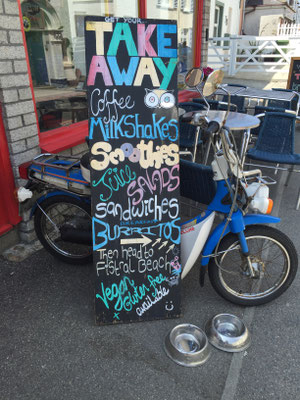 GET YOUR
TAKE
AWAY
Coffee
MilkShakes
Smoothies
Juice
SALADS
Sandwiches
BURRITOS
Then head to
Fistral Beach
Vegan
+ Gluten free
available